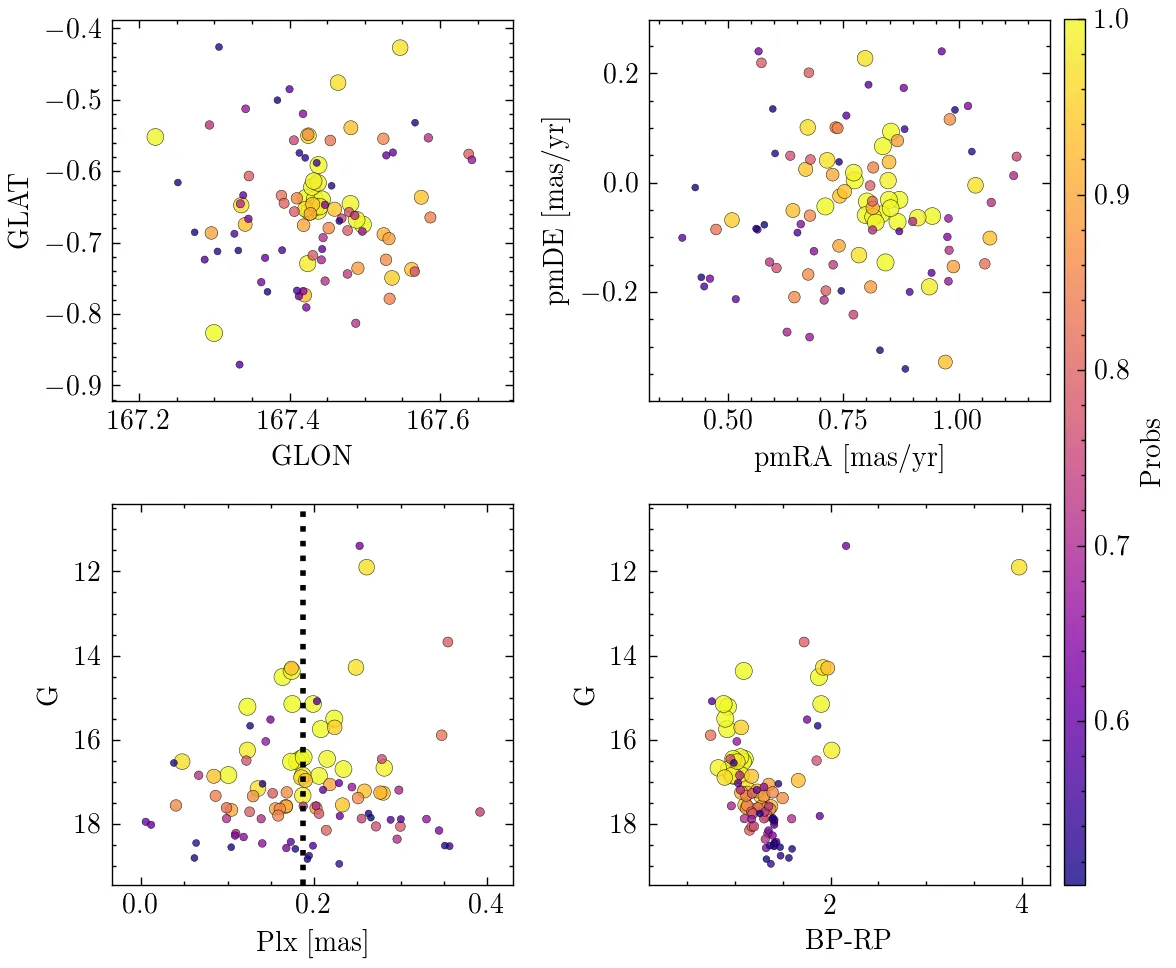 −0.4
−0.5
−0.6
−0.7
−0.8
−0.9
GLAT
167.2 167.4 167.6
GLON
0.2
0.0
−0.2
pmDE [mas/yr]
0.50 0.75 1.00
pmRA [mas/yr]
12
14
16
18
G
0.0 0.2 0.4
Plx [mas]
12
14
16
18
G
2 4
BP-RP
1.0
0.9
0.8
0.7
0.6
Probs